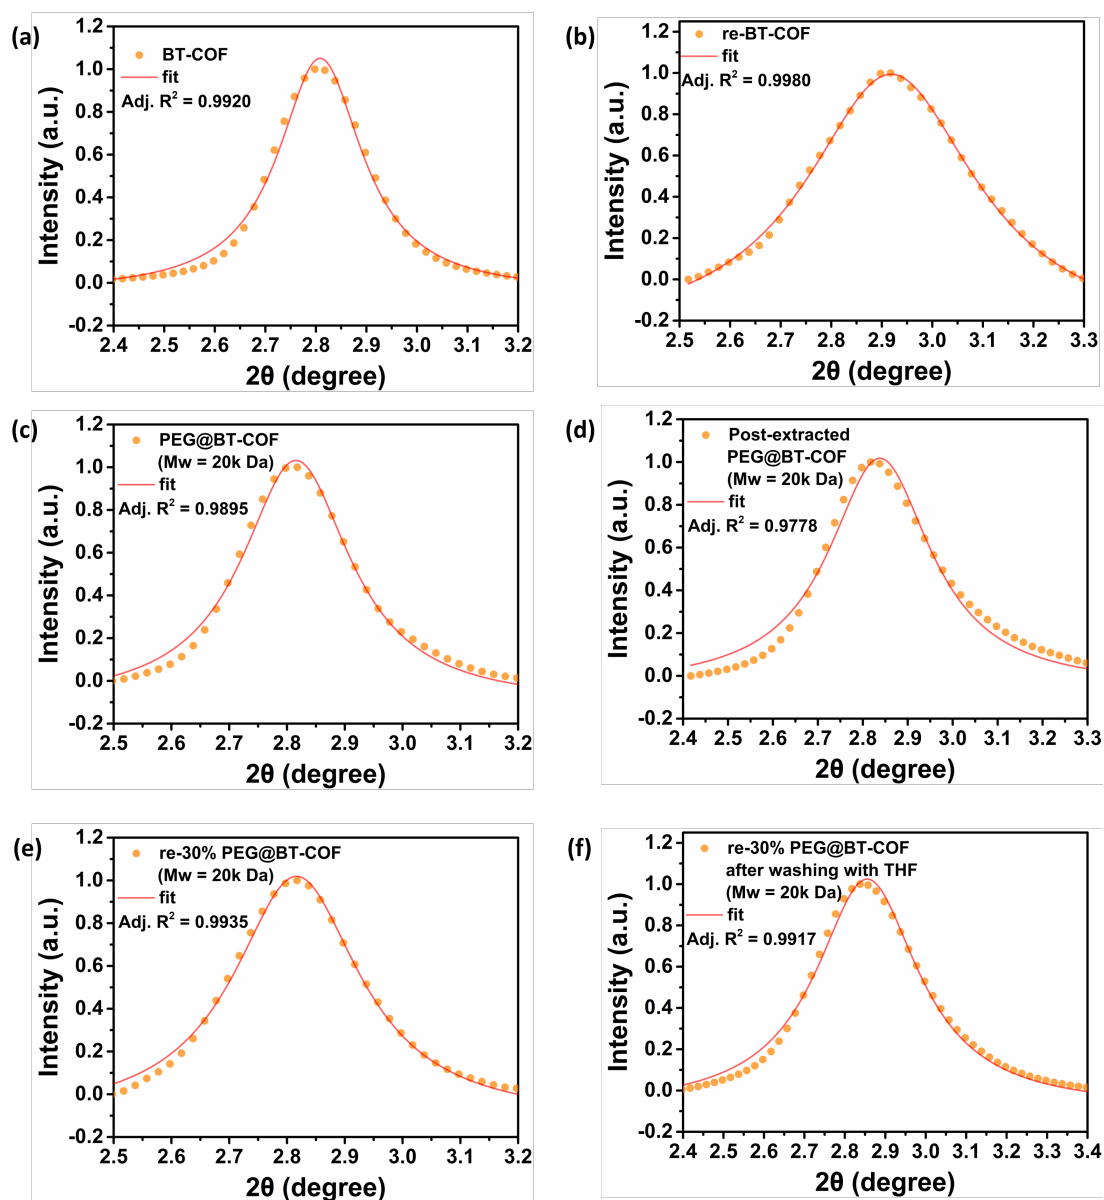 (a)
BT-COF
fit
Adj. R² = 0.9920
Intensity (a.u.)
1.2
1.0
0.8
0.6
0.4
0.2
0.0
-0.2
2.4 2.5 2.6 2.7 2.8 2.9 3.0 3.1 3.2
2θ (degree)
(b)
re-BT-COF
fit
Adj. R² = 0.9980
Intensity (a.u.)
1.2
1.0
0.8
0.6
0.4
0.2
0.0
-0.2
2.5 2.6 2.7 2.8 2.9 3.0 3.1 3.2 3.3
2θ (degree)
(c)
PEG@BT-COF
(Mw = 20k Da)
fit
Adj. R² = 0.9895
Intensity (a.u.)
1.2
1.0
0.8
0.6
0.4
0.2
0.0
-0.2
2.5 2.6 2.7 2.8 2.9 3.0 3.1 3.2
2θ (degree)
(d)
Post-extracted
PEG@BT-COF
(Mw = 20k Da)
fit
Adj. R² = 0.9778
Intensity (a.u.)
1.2
1.0
0.8
0.6
0.4
0.2
0.0
-0.2
2.4 2.5 2.6 2.7 2.8 2.9 3.0 3.1 3.2 3.3
2θ (degree)
(e)
re-30% PEG@BT-COF
(Mw = 20k Da)
fit
Adj. R² = 0.9935
Intensity (a.u.)
1.2
1.0
0.8
0.6
0.4
0.2
0.0
-0.2
2.5 2.6 2.7 2.8 2.9 3.0 3.1 3.2
2θ (degree)
(f)
re-30% PEG@BT-COF
after washing with THF
(Mw = 20k Da)
fit
Adj. R² = 0.9917
Intensity (a.u.)
1.2
1.0
0.8
0.6
0.4
0.2
0.0
-0.2
2.4 2.5 2.6 2.7 2.8 2.9 3.0 3.1 3.2 3.3 3.4
2θ (degree)